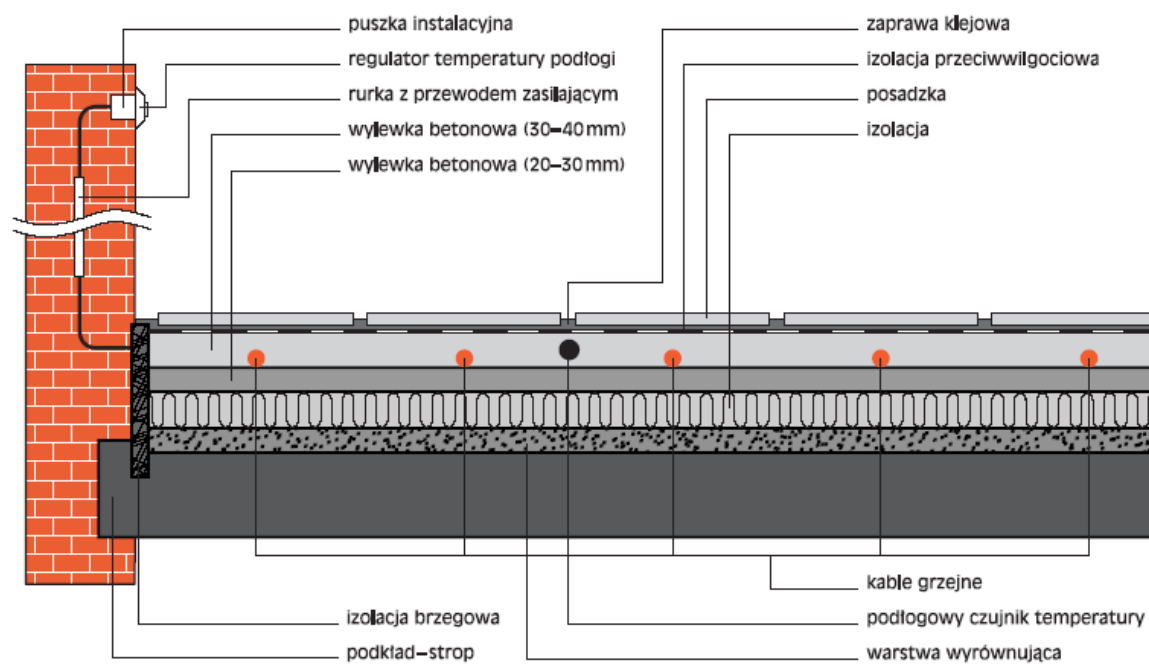 puszka instalacyjna
regulator temperatury podłogi
rurka z przewodem zasilającym
wylewka betonowa (30–40 mm)
wylewka betonowa (20–30 mm)
zaprawa klejowa
izolacja przeciwwilgociowa
posadzka
izolacja
izolacja brzegowa
podkład–strop
kable grzejne
podłogowy czujnik temperatury
warstwa wyrównująca